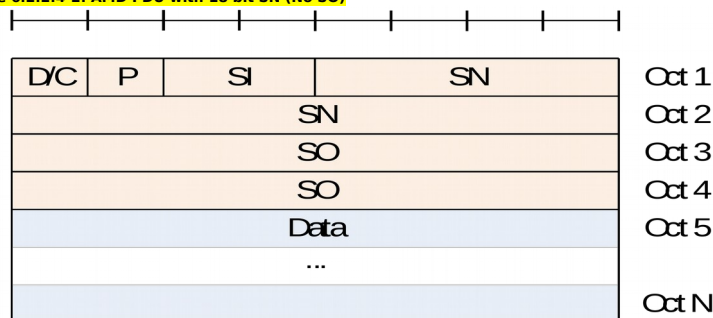 D/C P SI SN Oct 1
SN Oct 2
SO Oct 3
SO Oct 4
Data Oct 5
...
Oct N